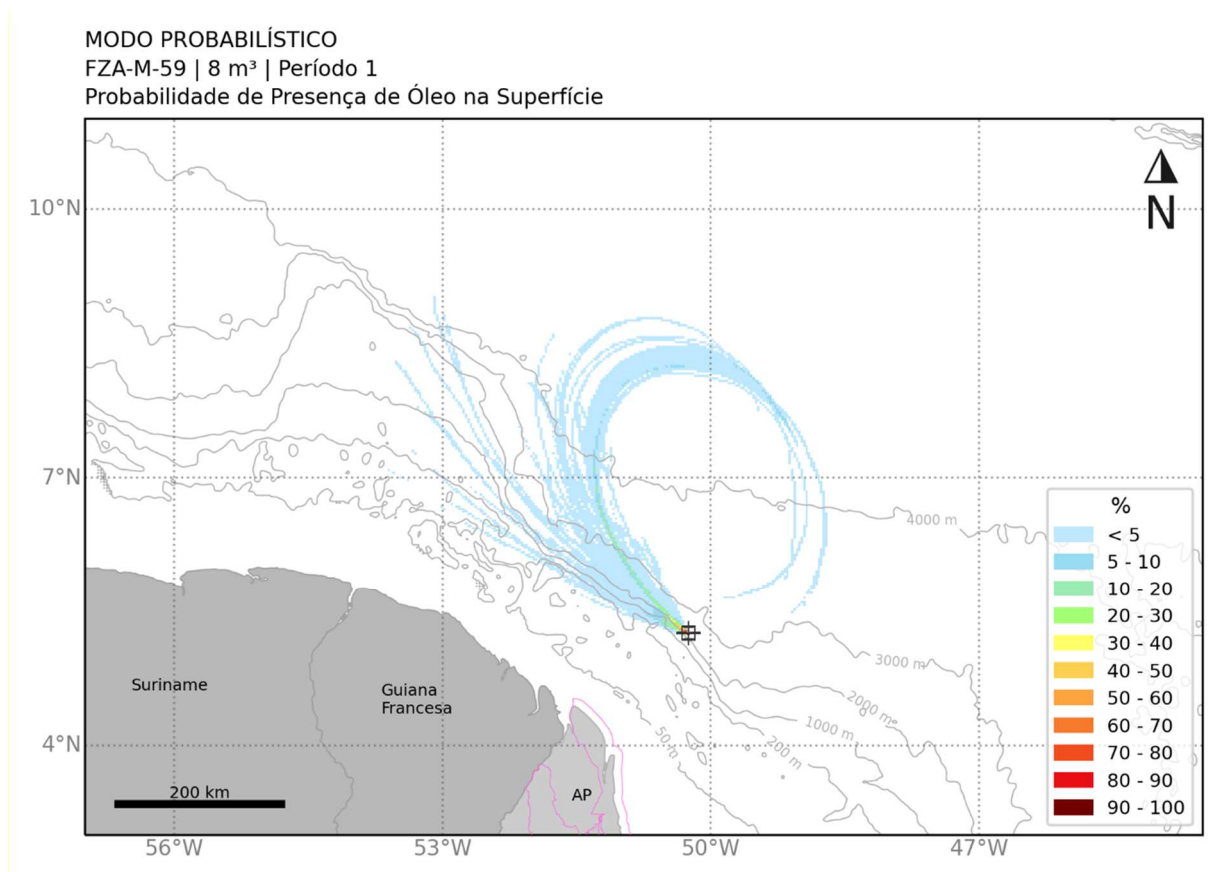 MODO PROBABILÍSTICO
FZA-M-59 | 8 m³ | Período 1
Probabilidade de Presença de Óleo na Superfície
10°N
7°N
4°N
N
4000 m
3000 m
2000 m
1000 m
200 m
50 m
Suriname
Guiana
Francesa
AP
200 km
%
< 5
5 - 10
10 - 20
20 - 30
30 - 40
40 - 50
50 - 60
60 - 70
70 - 80
80 - 90
90 - 100
56°W
53°W
50°W
47°W